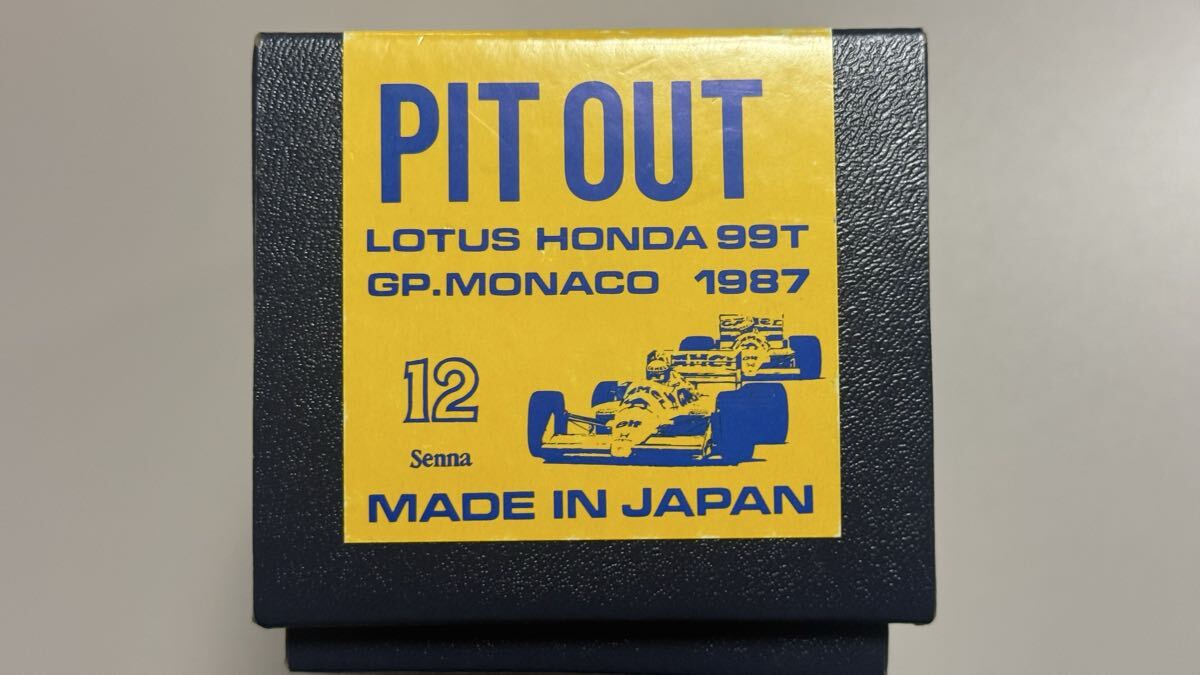 PIT OUT
LOTUS HONDA 99T
GP.MONACO 1987
12
Senna
MADE IN JAPAN